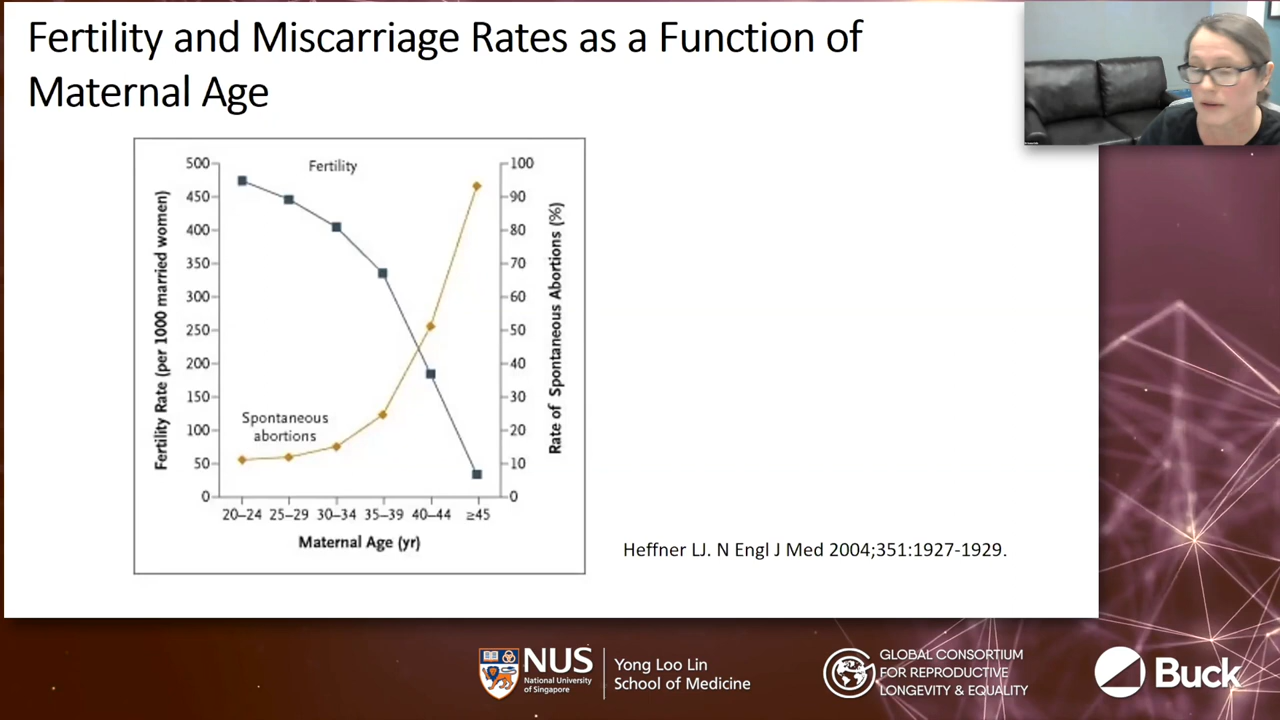 Fertility and Miscarriage Rates as a Function of
Maternal Age
Fertility
500
450
400
350
300
250
200
150
100
50
0
Fertility Rate (per 1000 married women)
100
90
80
70
60
50
40
30
20
10
0
Rate of Spontaneous Abortions (%)
Spontaneous
abortions
20–24 25–29 30–34 35–39 40–44 ≥45
Maternal Age (yr)
Heffner LJ. N Engl J Med 2004;351:1927-1929.
NUS
National University
of Singapore
Yong Loo Lin
School of Medicine
GLOBAL CONSORTIUM
FOR REPRODUCTIVE
LONGEVITY & EQUALITY
Buck